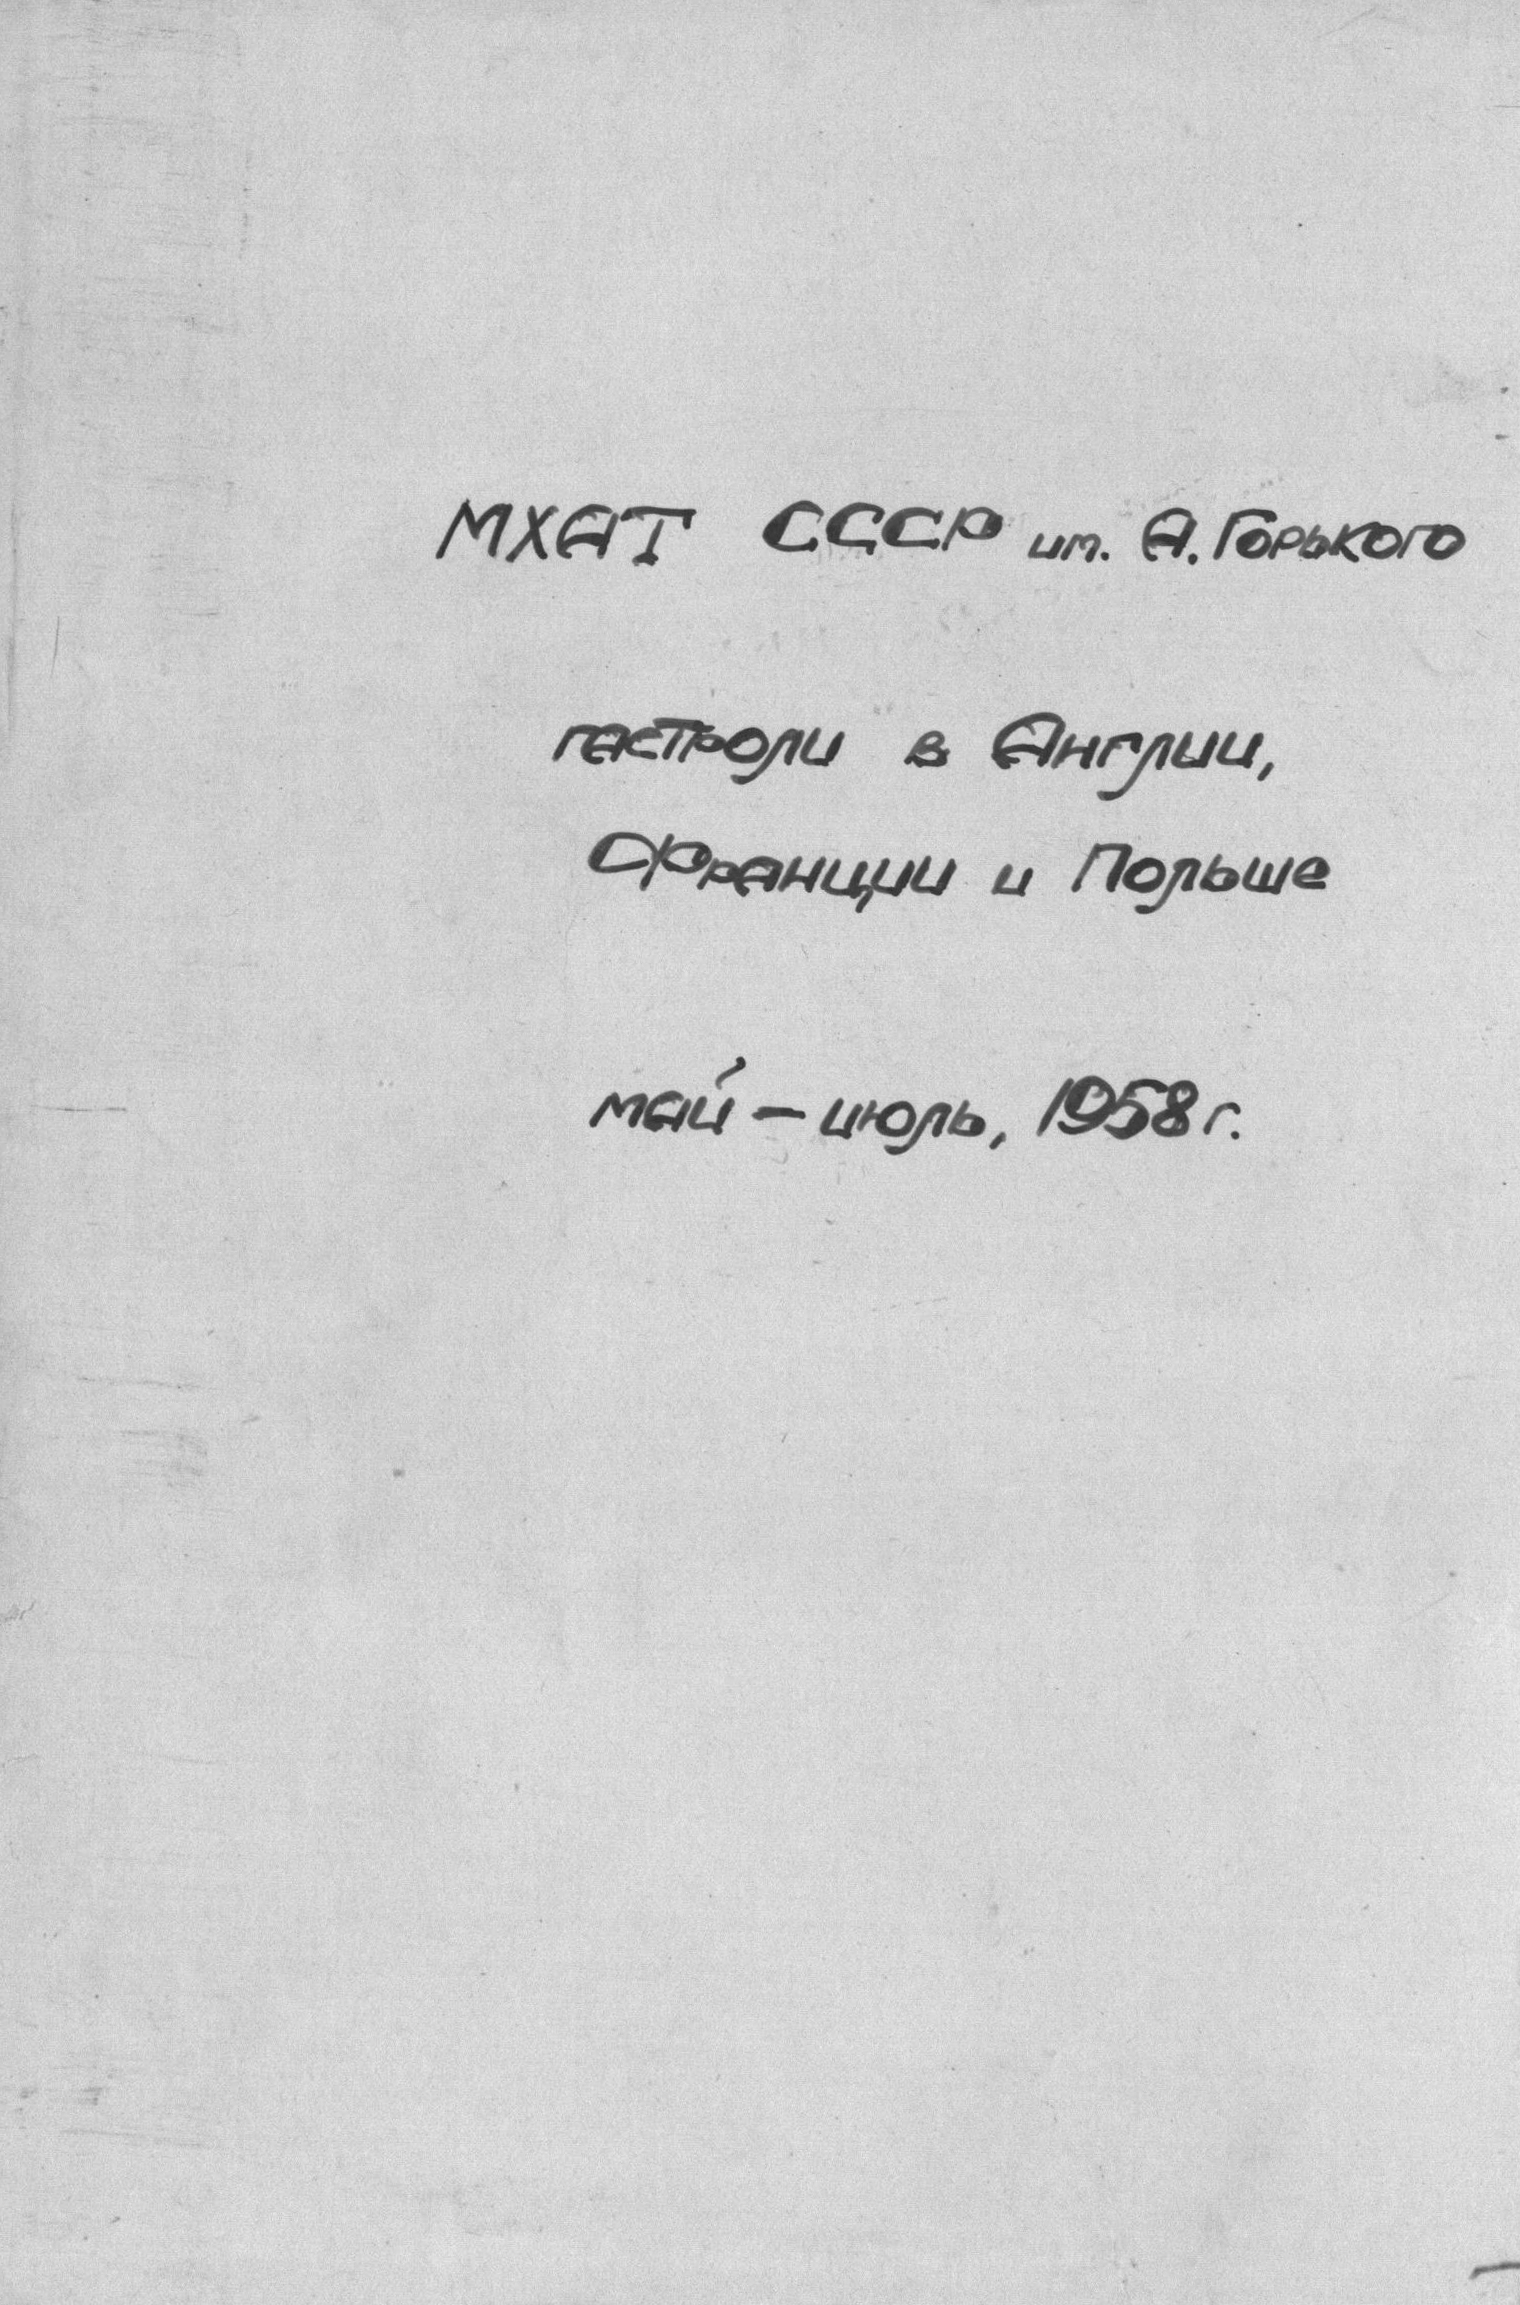 МХАТ СССР им. А. Горького
гастроли в Англии,
Франции и Польше
май – июль, 1958 г.